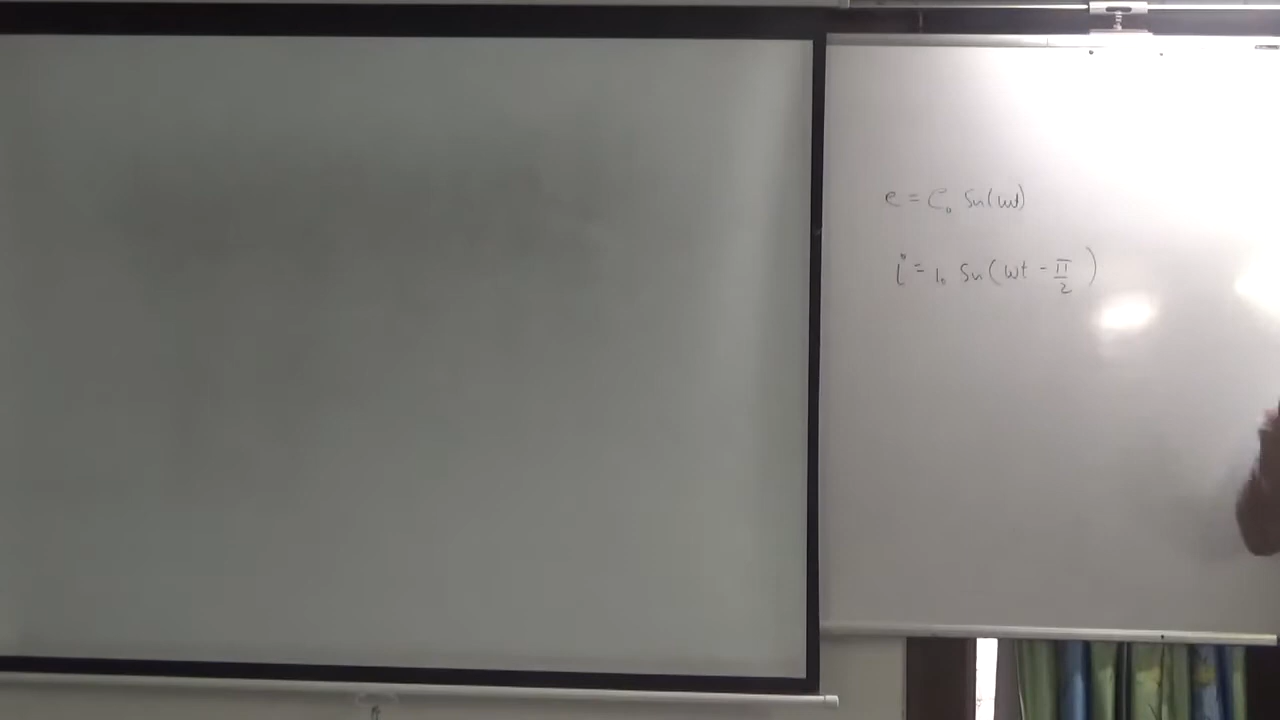 e = e₀ Sin(ωt)
i = i₀ Sin(ωt - π/2)